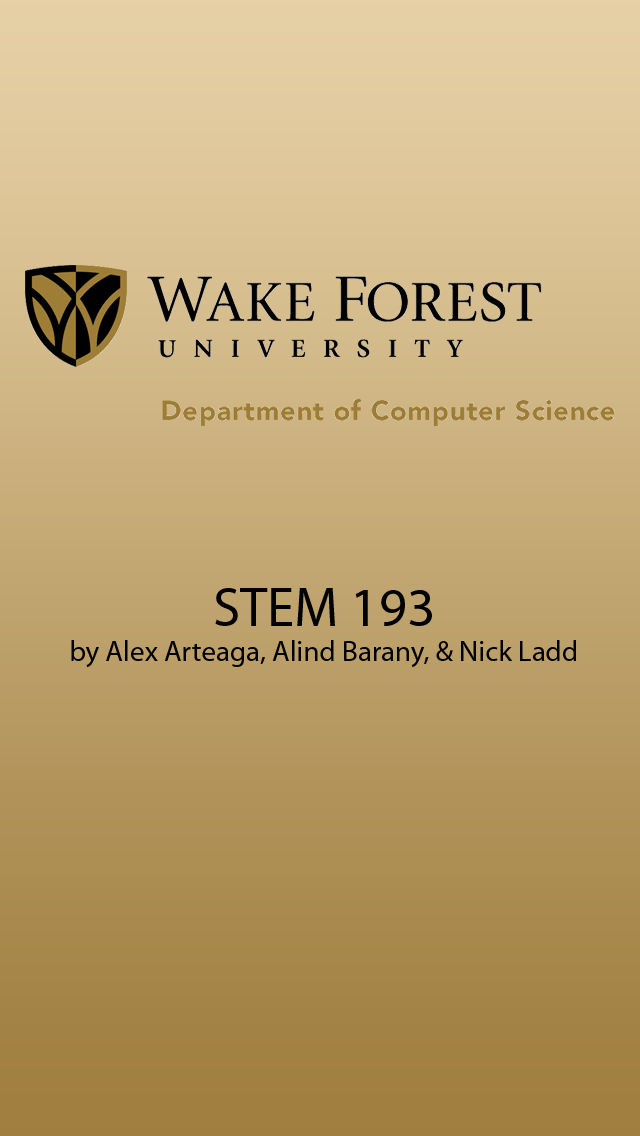 WAKE FOREST
UNIVERSITY
Department of Computer Science
STEM 193
by Alex Arteaga, Alind Barany, & Nick Ladd